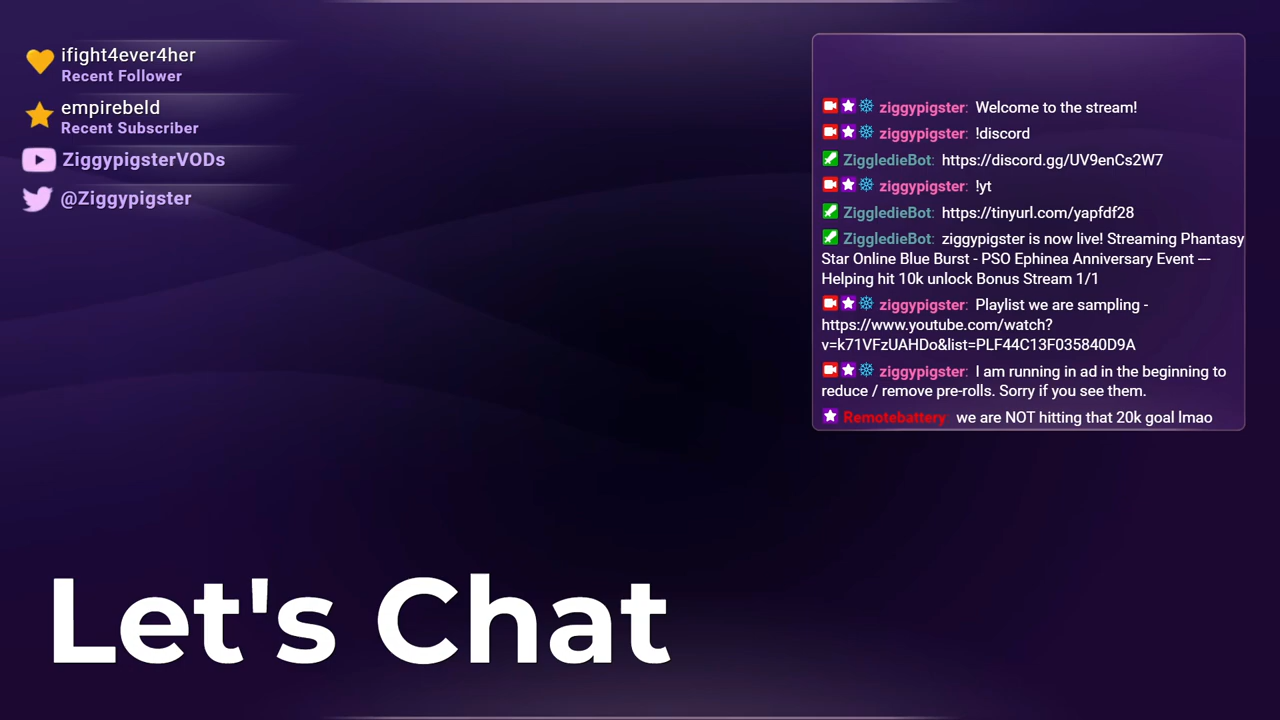 ifight4ever4her
Recent Follower
empirebeld
Recent Subscriber
ZiggypigsterVODs
@Ziggypigster
ziggypigster: Welcome to the stream!
ziggypigster: !discord
ZiggledieBot: https://discord.gg/UV9enCs2W7
ziggypigster: !yt
ZiggledieBot: https://tinyurl.com/yapfdf28
ZiggledieBot: ziggypigster is now live! Streaming Phantasy
Star Online Blue Burst - PSO Ephinea Anniversary Event —
Helping hit 10k unlock Bonus Stream 1/1
ziggypigster: Playlist we are sampling -
https://www.youtube.com/watch?
v=k71VFzUAHDo&list=PLF44C13F035840D9A
ziggypigster: I am running in ad in the beginning to
reduce / remove pre-rolls. Sorry if you see them.
Remotebattery: we are NOT hitting that 20k goal lmao
Let's Chat